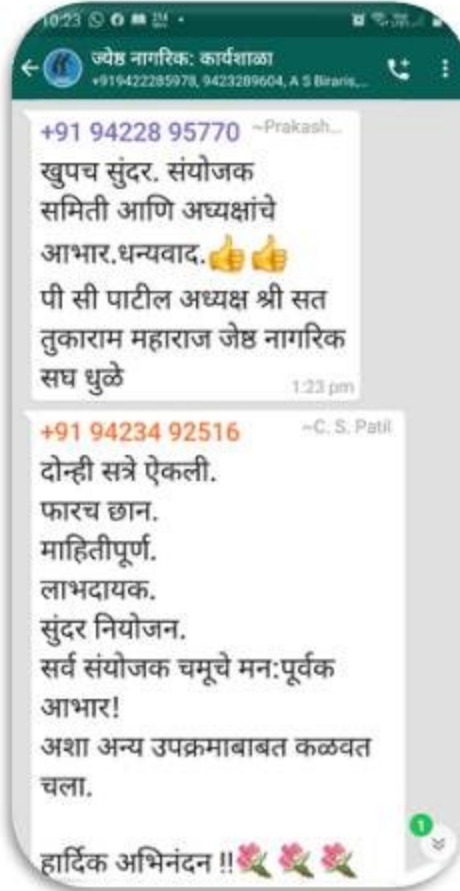 10:23
ज्येष्ठ नागरिक: कार्यशाळा
+919422285978, 9423289604, A S Biraris,...
+91 94228 95770 ~Prakash...
खुपच सुंदर. संयोजक
समिती आणि अघ्यक्षांचे
आभार.धन्यवाद.👍👍
पी सी पाटील अध्यक्ष श्री सत
तुकाराम महाराज जेष्ठ नागरिक
सघ धुळे
1:23 pm
+91 94234 92516 ~C. S. Patil
दोन्ही सत्रे ऐकली.
फारच छान.
माहितीपूर्ण.
लाभदायक.
सुंदर नियोजन.
सर्व संयोजक चमूचे मन:पूर्वक
आभार!
अशा अन्य उपक्रमाबाबत कळवत
चला.
1
हार्दिक अभिनंदन !!🌷🌷🌷